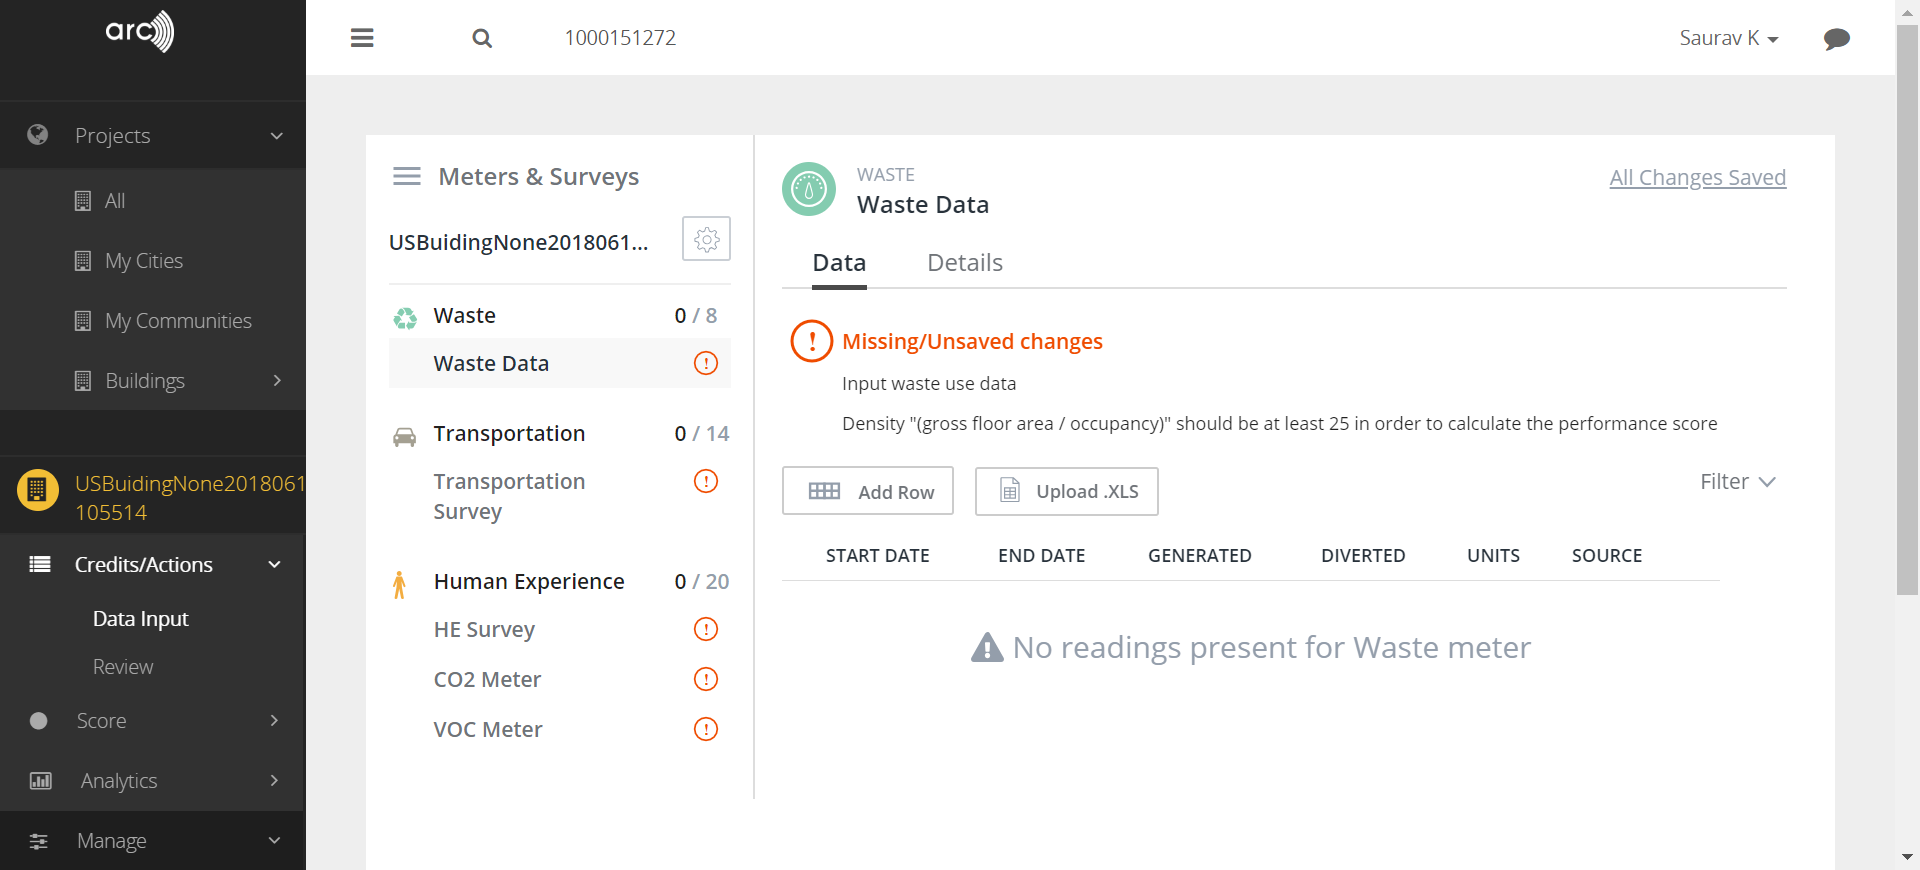 arc
1000151272
Saurav K
Projects
All
My Cities
My Communities
Buildings
USBuidingNone2018061
105514
Credits/Actions
Data Input
Review
Score
Analytics
Manage
Meters & Surveys
USBuidingNone2018061...
Waste 0 / 8
Waste Data
Transportation 0 / 14
Transportation
Survey
Human Experience 0 / 20
HE Survey
CO2 Meter
VOC Meter
WASTE
Waste Data
All Changes Saved
Data Details
Missing/Unsaved changes
Input waste use data
Density "(gross floor area / occupancy)" should be at least 25 in order to calculate the performance score
Add Row Upload .XLS Filter
START DATE END DATE GENERATED DIVERTED UNITS SOURCE
No readings present for Waste meter